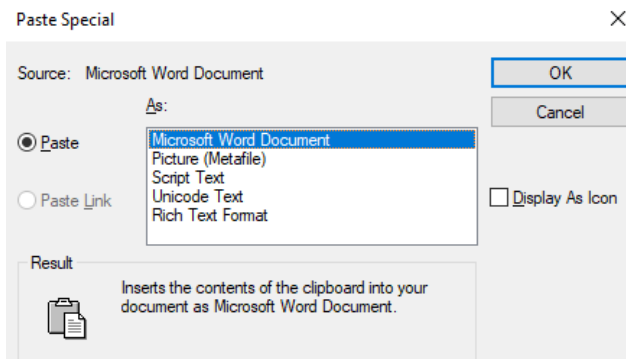 Paste Special
Source: Microsoft Word Document
OK
As:
Cancel
Paste
Microsoft Word Document
Picture (Metafile)
Script Text
Paste Link
Unicode Text
Display As Icon
Rich Text Format
Result
Inserts the contents of the clipboard into your
document as Microsoft Word Document.